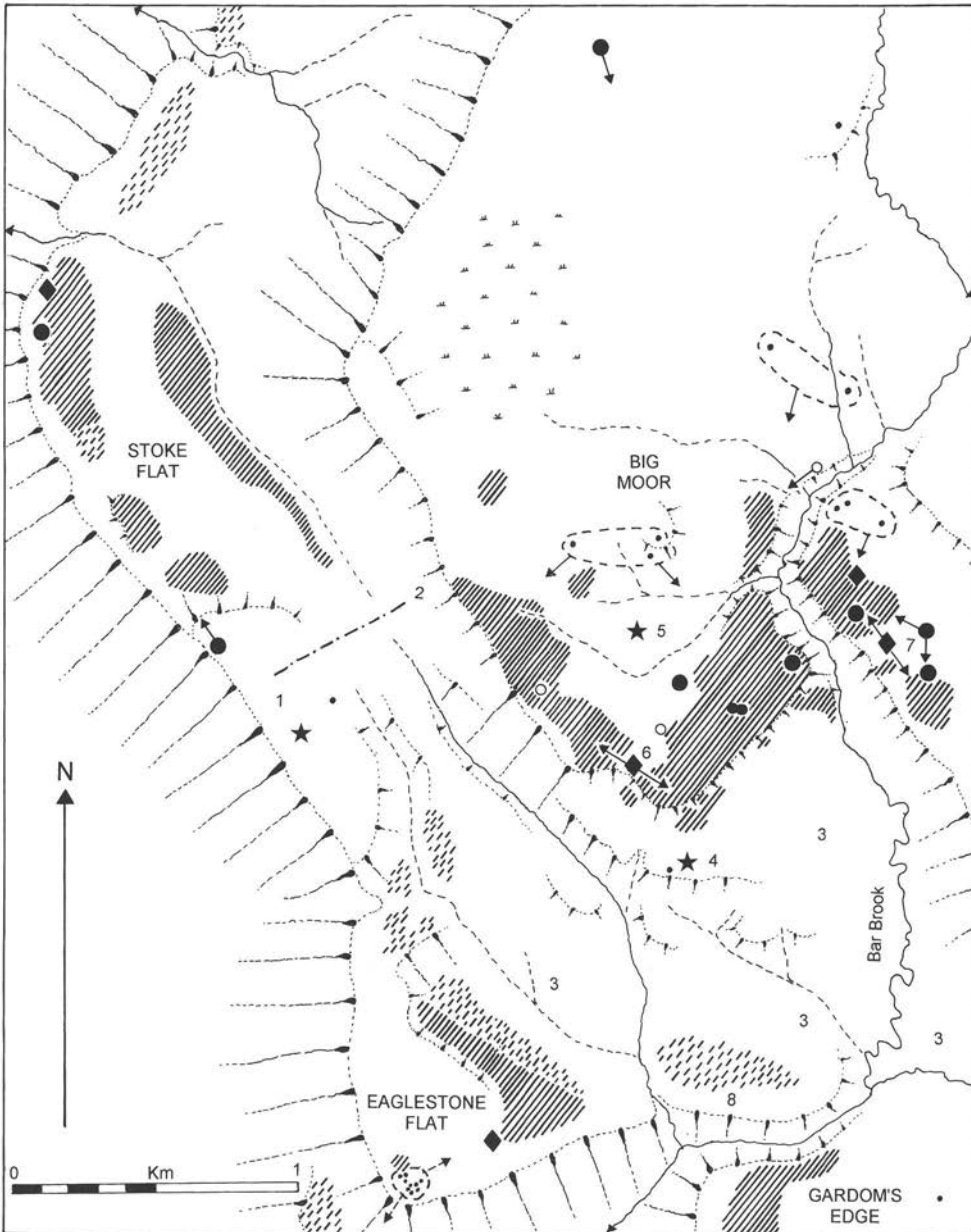 STOKE
FLAT
BIG
MOOR
2
5
7
1
6
N
4
3
Bar Brook
3
3
3
8
EAGLESTONE
FLAT
0 Km 1
GARDOM'S
EDGE